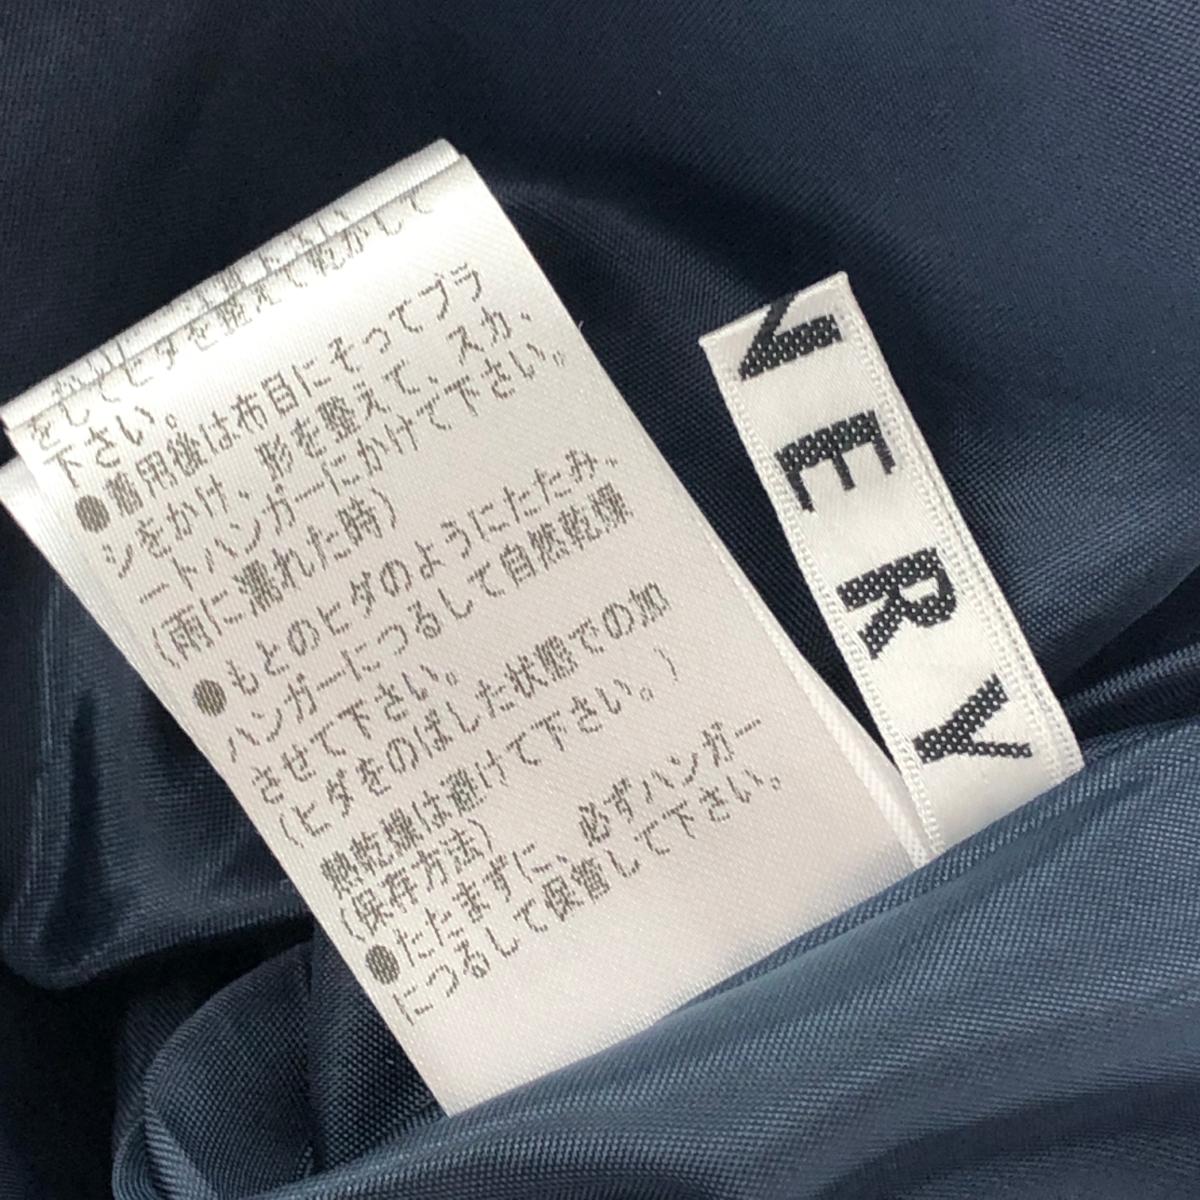 ヒダを整えて乾かして
をして
下さい。
●着用後は布目にそってブラ
シをかけ、形を整えて、スカ
ートハンガーにかけて下さい。
(雨に濡れた時)
●もとのヒダのようにたたみ、
ハンガーにつるして自然乾燥
させて下さい。
(ヒダをのばした状態での加
熱乾燥は避けて下さい。)
(保存方法)
●たたまずに、必ずハンガー
につるして保管して下さい。
NERY